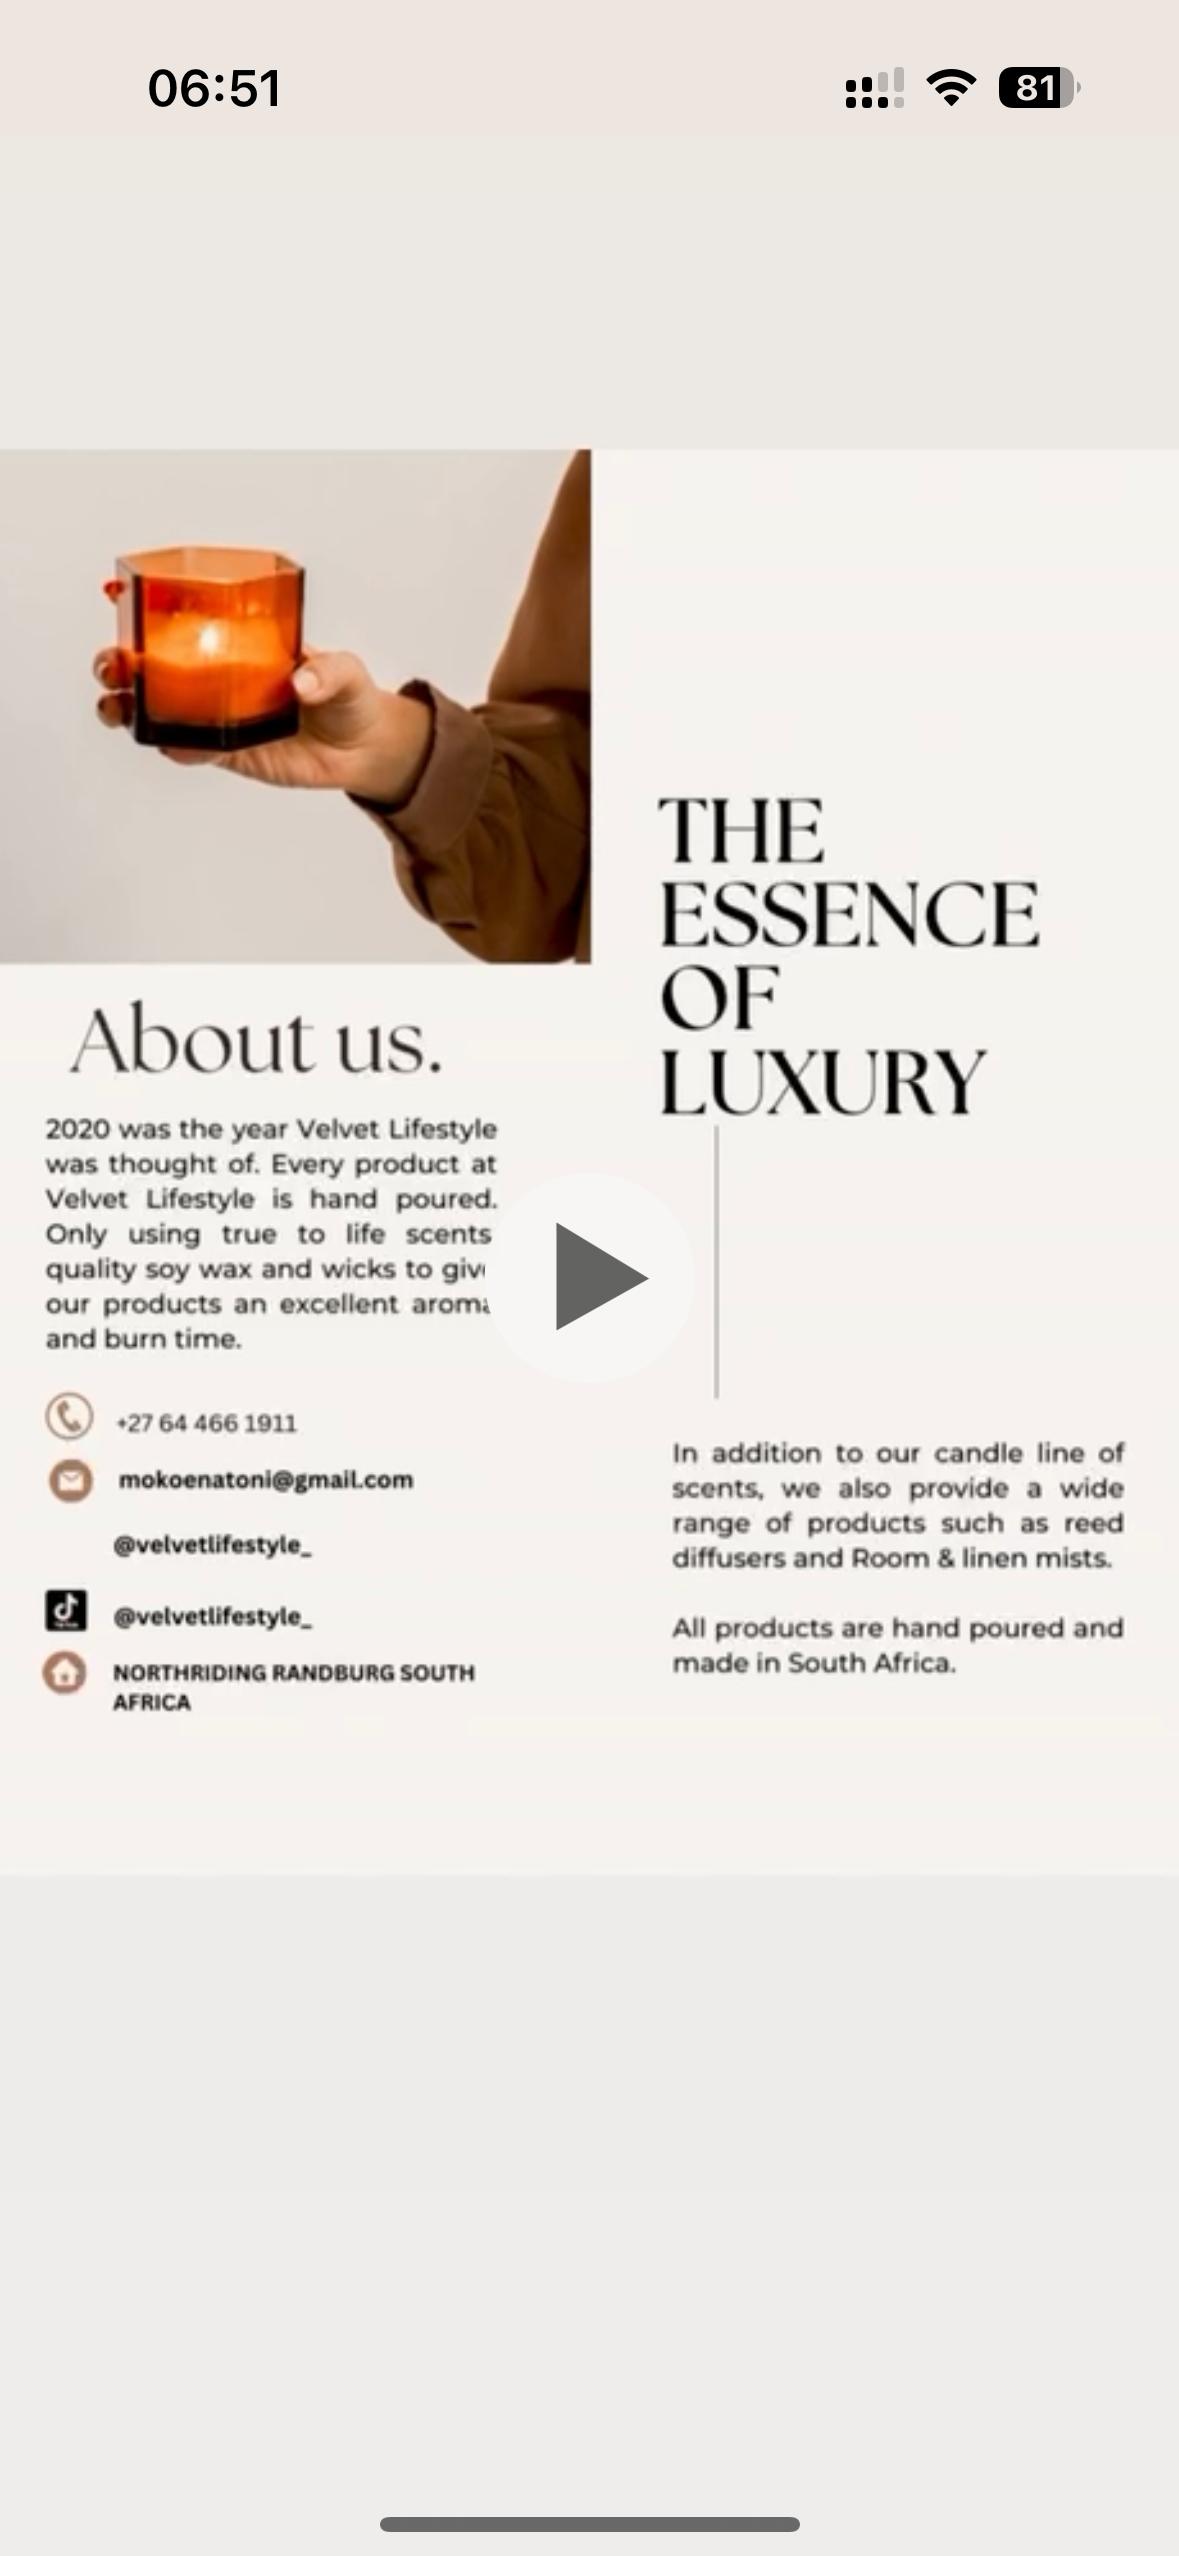 06:51
81
THE
ESSENCE
OF
LUXURY
About us.
2020 was the year Velvet Lifestyle
was thought of. Every product at
Velvet Lifestyle is hand poured.
Only using true to life scents
quality soy wax and wicks to
our products an excellent
and burn time.
+27 64 466 1911
mokoenatoni@gmail.com
@velvetlifestyle_
@velvetlifestyle_
NORTHRIDING RANDBURG SOUTH
AFRICA
In addition to our candle line of
scents, we also provide a wide
range of products such as reed
diffusers and Room & linen mists.
All products are hand poured and
made in South Africa.